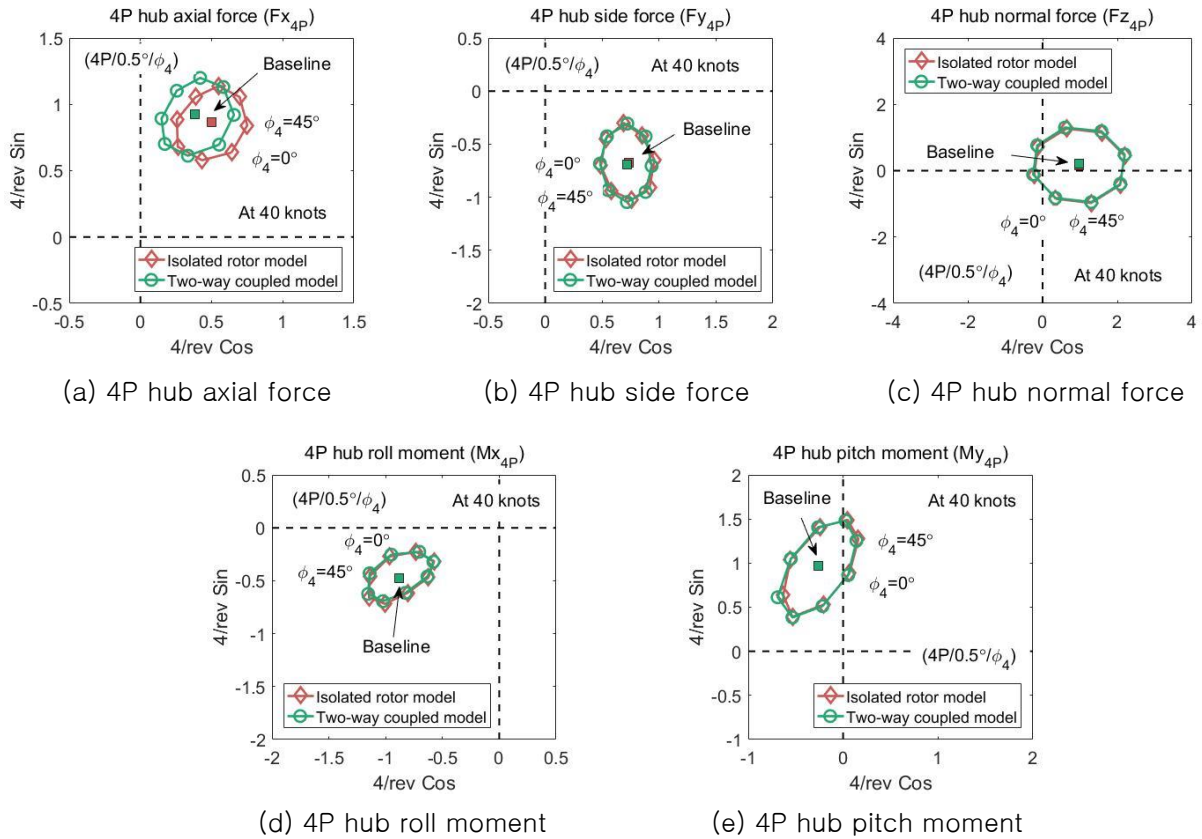 4P hub axial force (Fx4P)
1.5
1
0.5
0
-0.5
4/rev Sin
(4P/0.5°/ϕ4)
Baseline
ϕ4=45°
ϕ4=0°
At 40 knots
Isolated rotor model
Two-way coupled model
-0.5 0 0.5 1 1.5
4/rev Cos
(a) 4P hub axial force
4P hub side force (Fy4P)
0.5
0
-0.5
-1
-1.5
-2
4/rev Sin
(4P/0.5°/ϕ4)
At 40 knots
Baseline
ϕ4=0°
ϕ4=45°
Isolated rotor model
Two-way coupled model
-0.5 0 0.5 1 1.5 2
4/rev Cos
(b) 4P hub side force
4P hub normal force (Fz4P)
4
2
0
-2
-4
4/rev Sin
Isolated rotor model
Two-way coupled model
Baseline
ϕ4=0°
ϕ4=45°
(4P/0.5°/ϕ4)
At 40 knots
-4 -2 0 2 4
4/rev Cos
(c) 4P hub normal force
4P hub roll moment (Mx4P)
0.5
0
-0.5
-1
-1.5
-2
4/rev Sin
(4P/0.5°/ϕ4)
At 40 knots
ϕ4=0°
ϕ4=45°
Baseline
Isolated rotor model
Two-way coupled model
-2 -1.5 -1 -0.5 0 0.5
4/rev Cos
(d) 4P hub roll moment
4P hub pitch moment (My4P)
2
1.5
1
0.5
0
-0.5
-1
4/rev Sin
Baseline
At 40 knots
ϕ4=45°
ϕ4=0°
(4P/0.5°/ϕ4)
Isolated rotor model
Two-way coupled model
-1 0 1 2
4/rev Cos
(e) 4P hub pitch moment